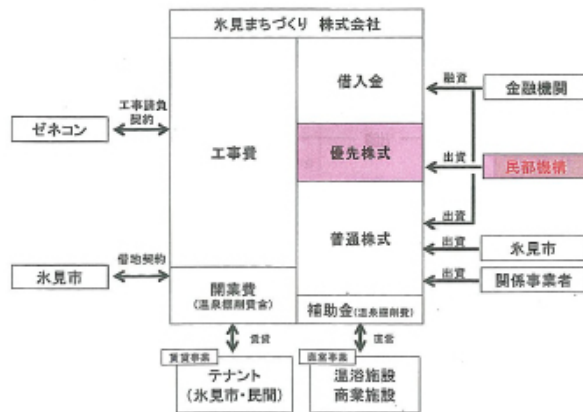 氷見まちづくり 株式会社
工事費
開業費
(温泉掘削費含)
借入金
優先株式
普通株式
補助金(温泉掘削費)
ゼネコン
工事請負
契約
氷見市
借地契約
融資
金融機関
出資
民都機構
出資
出資
氷見市
出資
関係事業者
賃貸
賃貸事業
テナント
(氷見市・民間)
直営
直営事業
温浴施設
商業施設